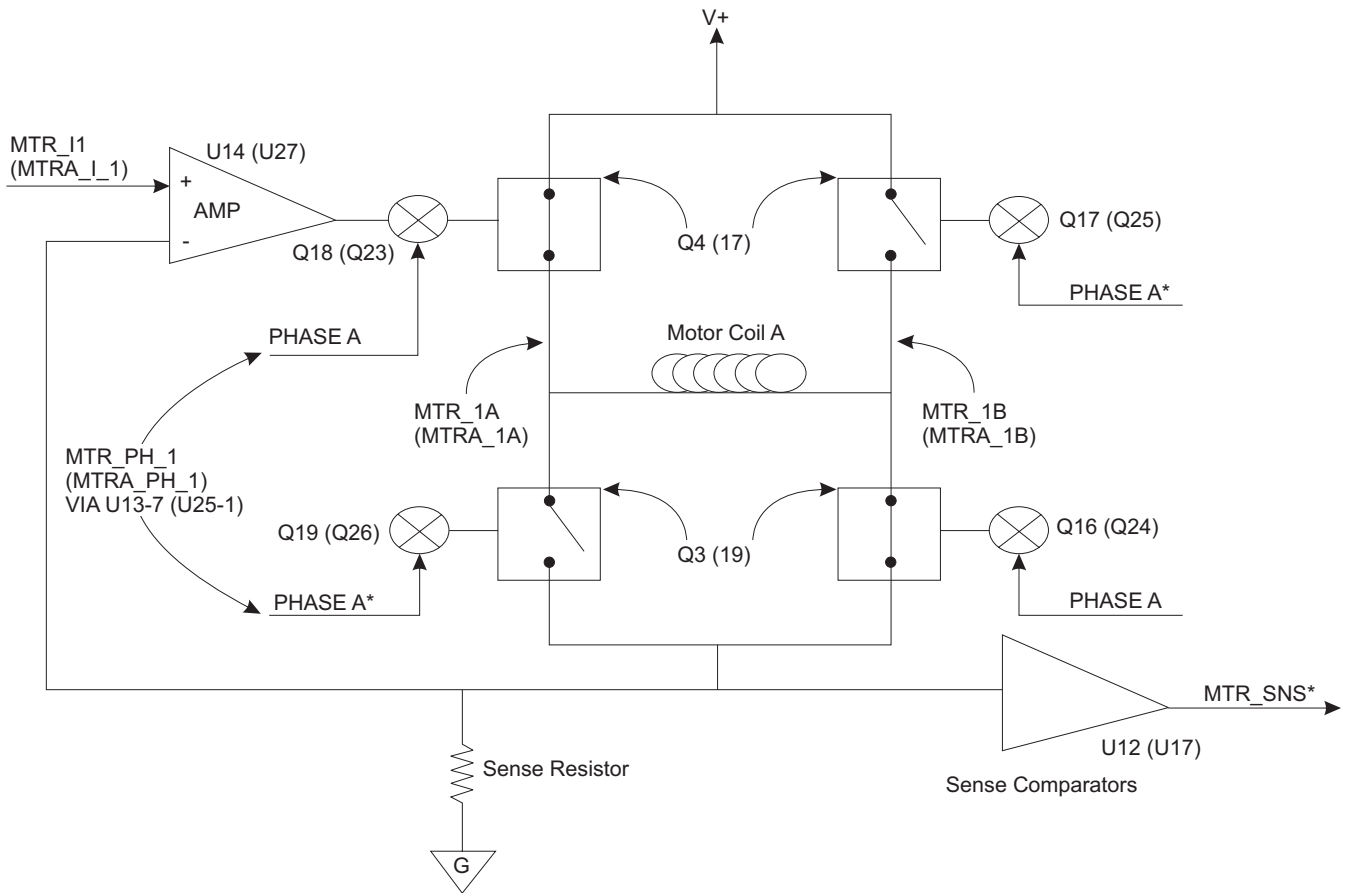 V+
MTR_I1
(MTRA_I_1)
U14 (U27)
+
AMP
-
Q18 (Q23)
Q4 (17)
Q17 (Q25)
PHASE A*
PHASE A
Motor Coil A
MTR_1A
(MTRA_1A)
MTR_1B
(MTRA_1B)
MTR_PH_1
(MTRA_PH_1)
VIA U13-7 (U25-1)
Q19 (Q26)
Q3 (19)
Q16 (Q24)
PHASE A*
PHASE A
MTR_SNS*
U12 (U17)
Sense Resistor
Sense Comparators
G